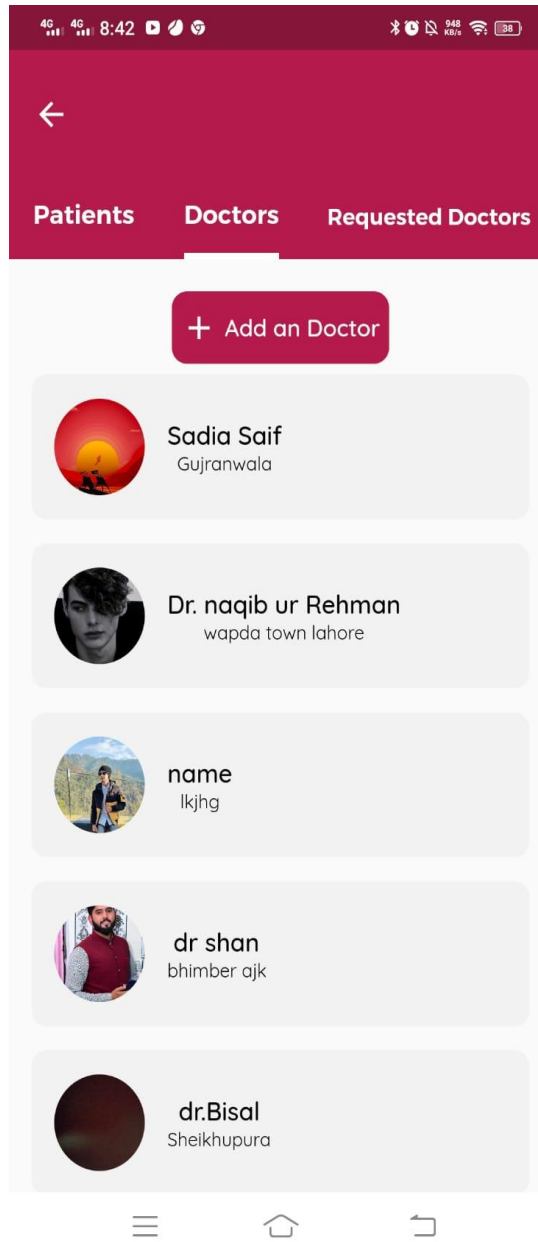 4G 4G 8:42 948 KB/s 38
Patients Doctors Requested Doctors
+ Add an Doctor
Sadia Saif
Gujranwala
Dr. naqib ur Rehman
wapda town lahore
name
lkjhg
dr shan
bhimber ajk
dr.Bisal
Sheikhupura